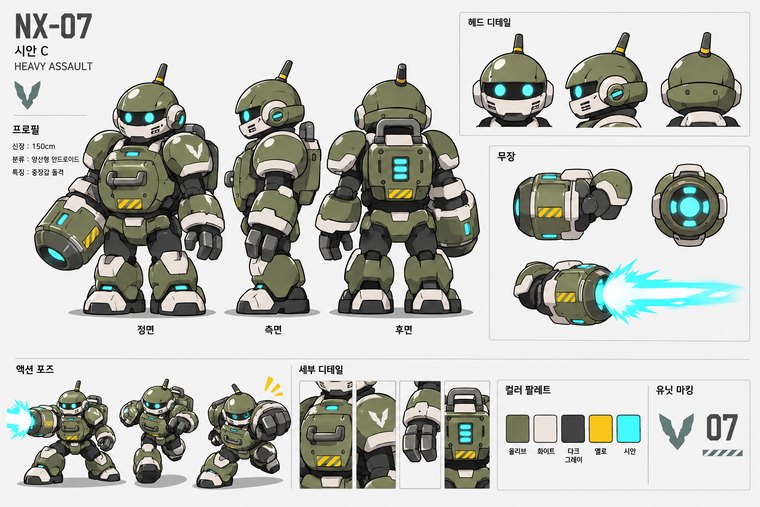 NX-07
시안 C
HEAVY ASSAULT
프로필
신장 : 150cm
분류 : 양산형 안드로이드
특징 : 중장갑 돌격
정면
측면
후면
헤드 디테일
무장
액션 포즈
세부 디테일
컬러 팔레트
올리브
화이트
다크
그레이
옐로
시안
유닛 마킹
07